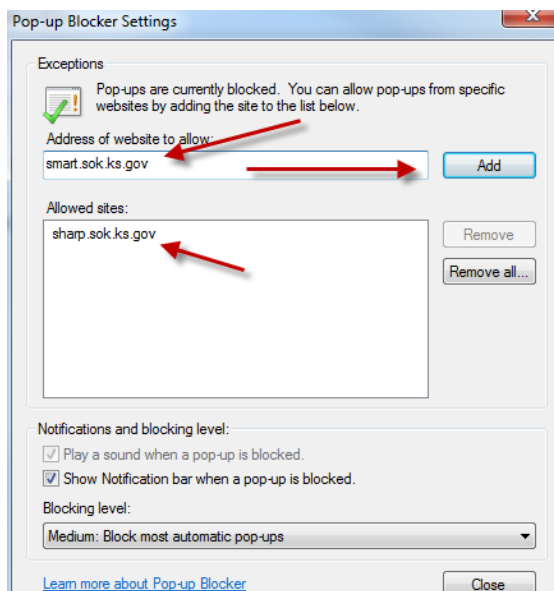 Pop-up Blocker Settings
X
Exceptions
Pop-ups are currently blocked. You can allow pop-ups from specific
websites by adding the site to the list below.
Address of website to allow:
smart.sok.ks.gov
Add
Allowed sites:
sharp.sok.ks.gov
Remove
Remove all...
Notifications and blocking level:
Play a sound when a pop-up is blocked.
Show Notification bar when a pop-up is blocked.
Blocking level:
Medium: Block most automatic pop-ups
Learn more about Pop-up Blocker
Close